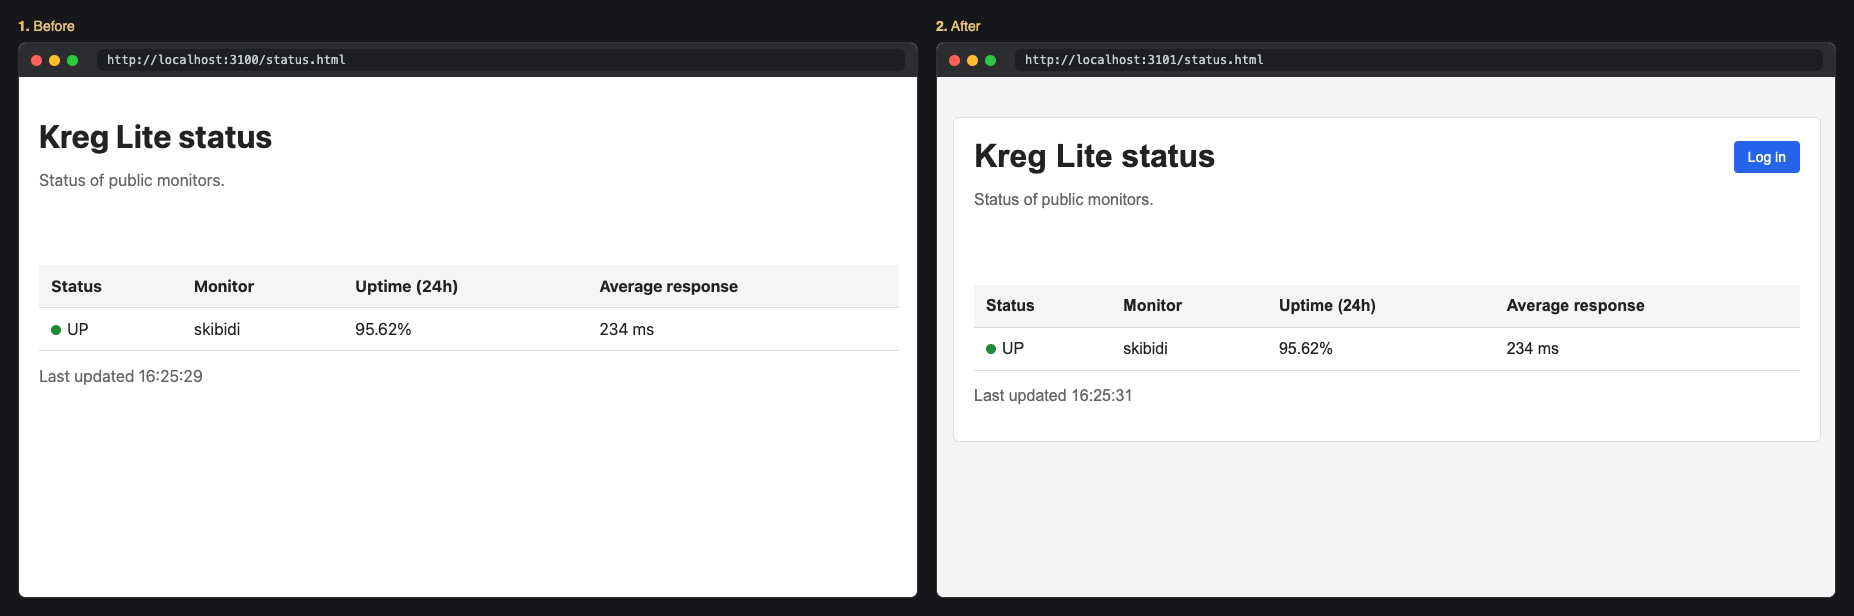 1. Before
http://localhost:3100/status.html
Kreg Lite status
Status of public monitors.
Status Monitor Uptime (24h) Average response
UP skibidi 95.62% 234 ms
Last updated 16:25:29
2. After
http://localhost:3101/status.html
Kreg Lite status
Log in
Status of public monitors.
Status Monitor Uptime (24h) Average response
UP skibidi 95.62% 234 ms
Last updated 16:25:31